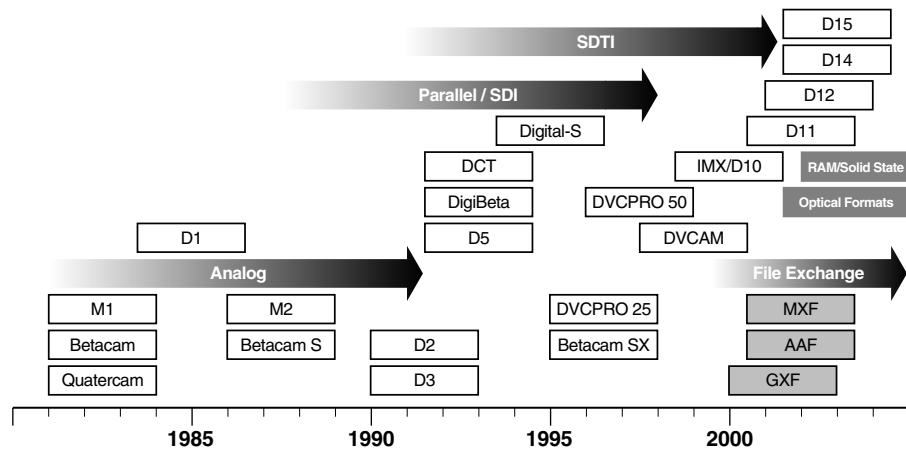 D15
SDTI
D14
Parallel / SDI
D12
Digital-S
D11
DCT
IMX/D10
RAM/Solid State
DigiBeta
DVCPRO 50
Optical Formats
D1
D5
DVCAM
Analog
File Exchange
M1
M2
DVCPRO 25
MXF
Betacam
Betacam S
D2
Betacam SX
AAF
Quatercam
D3
GXF
1985
1990
1995
2000